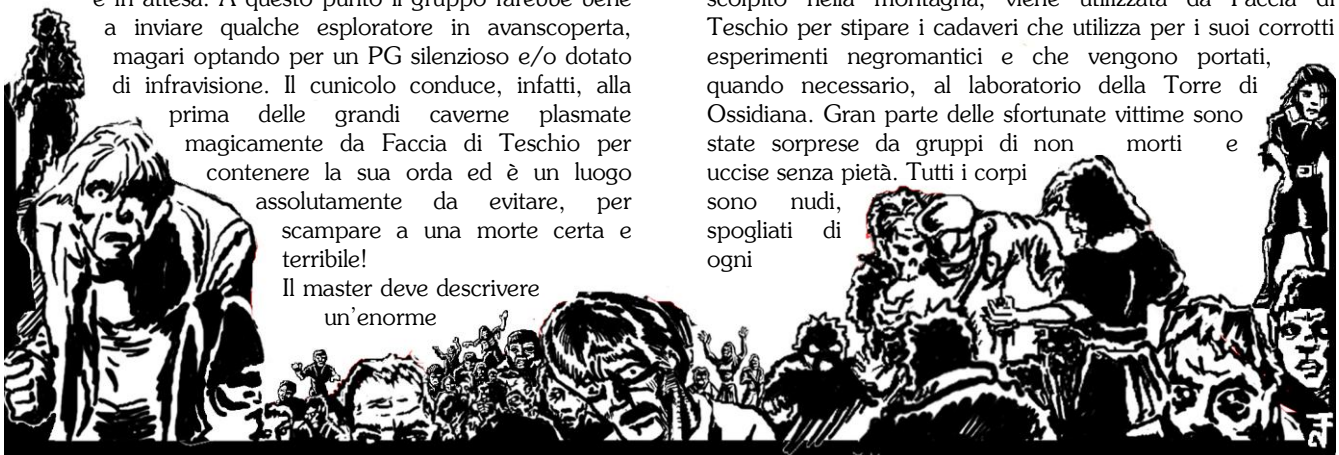 è in attesa. A questo punto il gruppo farebbe bene
a inviare qualche esploratore in avanscoperta,
magari optando per un PG silenzioso e/o dotato
di infravisione. Il cunicolo conduce, infatti, alla
prima delle grandi caverne plasmate
magicamente da Faccia di Teschio per
contenere la sua orda ed è un luogo
assolutamente da evitare, per
scampare a una morte certa e
terribile!
Il master deve descrivere
un'enorme
scolpito nella montagna, viene utilizzata da Faccia di
Teschio per stipare i cadaveri che utilizza per i suoi corrotti
esperimenti negromantici e che vengono portati,
quando necessario, al laboratorio della Torre di
Ossidiana. Gran parte delle sfortunate vittime sono
state sorprese da gruppi di non morti e
uccise senza pietà. Tutti i corpi
sono nudi,
spogliati di
ogni